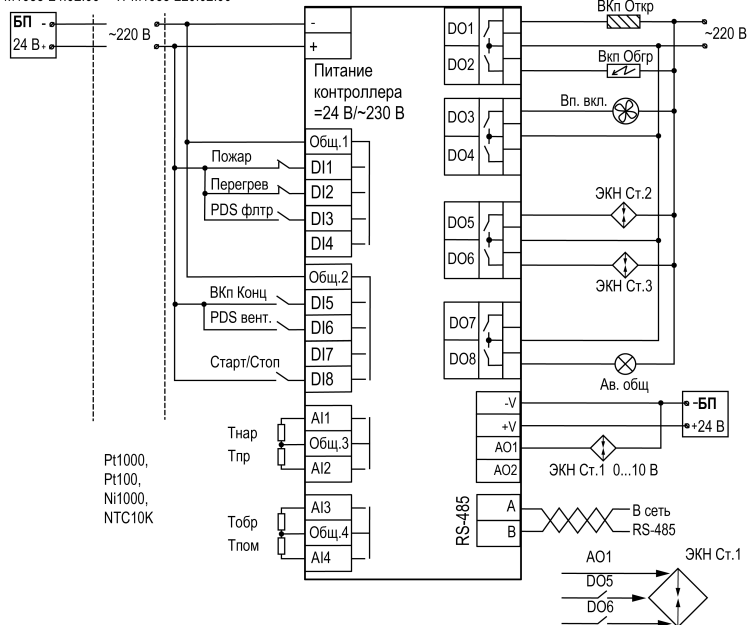 БП -
24 В+
~220 В
-
+
Питание
контроллера
=24 В/~230 В
Общ.1
Пожар
DI1
Перегрев
DI2
PDS флтр
DI3
DI4
Общ.2
ВКп Конц
DI5
PDS вент.
DI6
DI7
Старт/Стоп
DI8
AI1
Тнар
Общ.3
Тпр
AI2
Pt1000,
Pt100,
Ni1000,
NTC10K
AI3
Тобр
Общ.4
Тпом
AI4
ВКп Откр
DO1
~220 В
DO2
Вкп Обгр
Вп. вкл.
DO3
DO4
ЭКН Ст.2
DO5
DO6
ЭКН Ст.3
DO7
DO8
Ав. общ
-V
-БП
+V
+24 В
AO1
AO2
ЭКН Ст.1 0...10 В
RS-485
A
B
В сеть
RS-485
AO1
ЭКН Ст.1
DO5
DO6